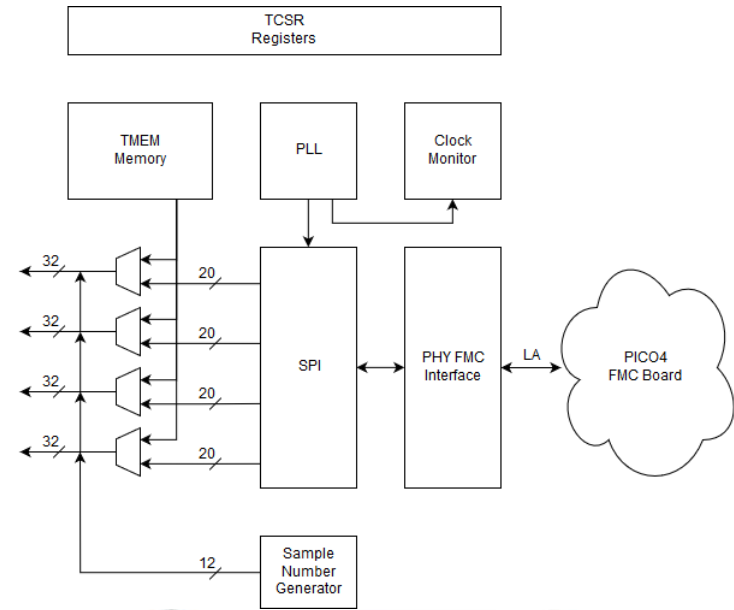 TCSR
Registers
TMEM
Memory
PLL
Clock
Monitor
32
20
32
20
32
20
32
20
SPI
PHY FMC
Interface
LA
PICO4
FMC Board
12
Sample
Number
Generator